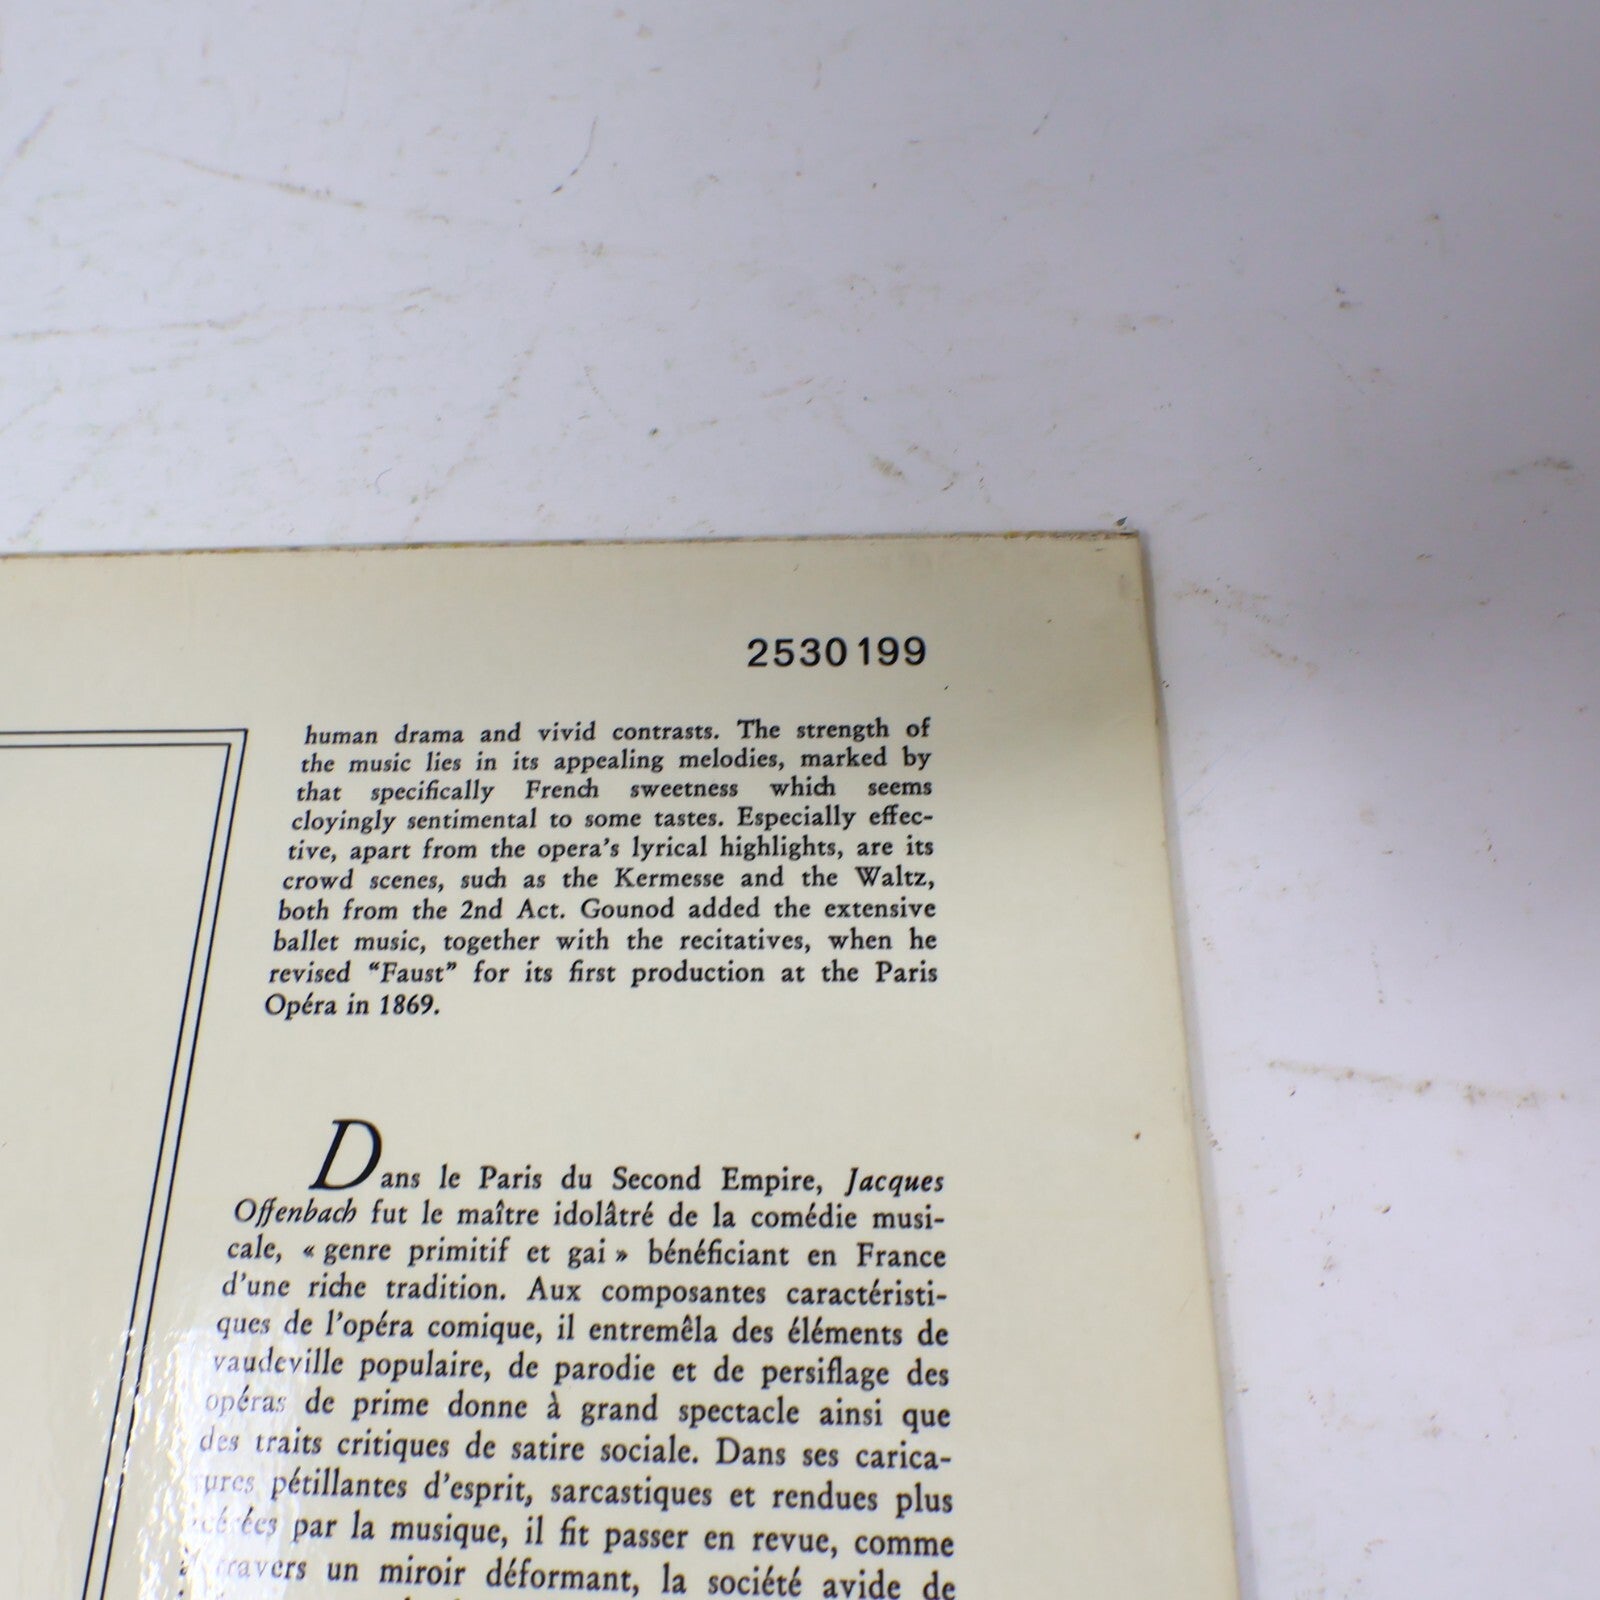 2530 199
human drama and vivid contrasts. The strength of
the music lies in its appealing melodies, marked by
that specifically French sweetness which seems
cloyingly sentimental to some tastes. Especially effec-
tive, apart from the opera's lyrical highlights, are its
crowd scenes, such as the Kermesse and the Waltz,
both from the 2nd Act. Gounod added the extensive
ballet music, together with the recitatives, when he
revised “Faust” for its first production at the Paris
Opéra in 1869.
Dans le Paris du Second Empire, Jacques
Offenbach fut le maître idolâtré de la comédie musi-
cale, « genre primitif et gai » bénéficiant en France
d'une riche tradition. Aux composantes caractéristi-
ques de l'opéra comique, il entremêla des éléments de
vaudeville populaire, de parodie et de persiflage des
opéras de prime donne à grand spectacle ainsi que
des traits critiques de satire sociale. Dans ses carica-
tures pétillantes d'esprit, sarcastiques et rendues plus
par la musique, il fit passer en revue, comme
travers un miroir déformant, la société avide de